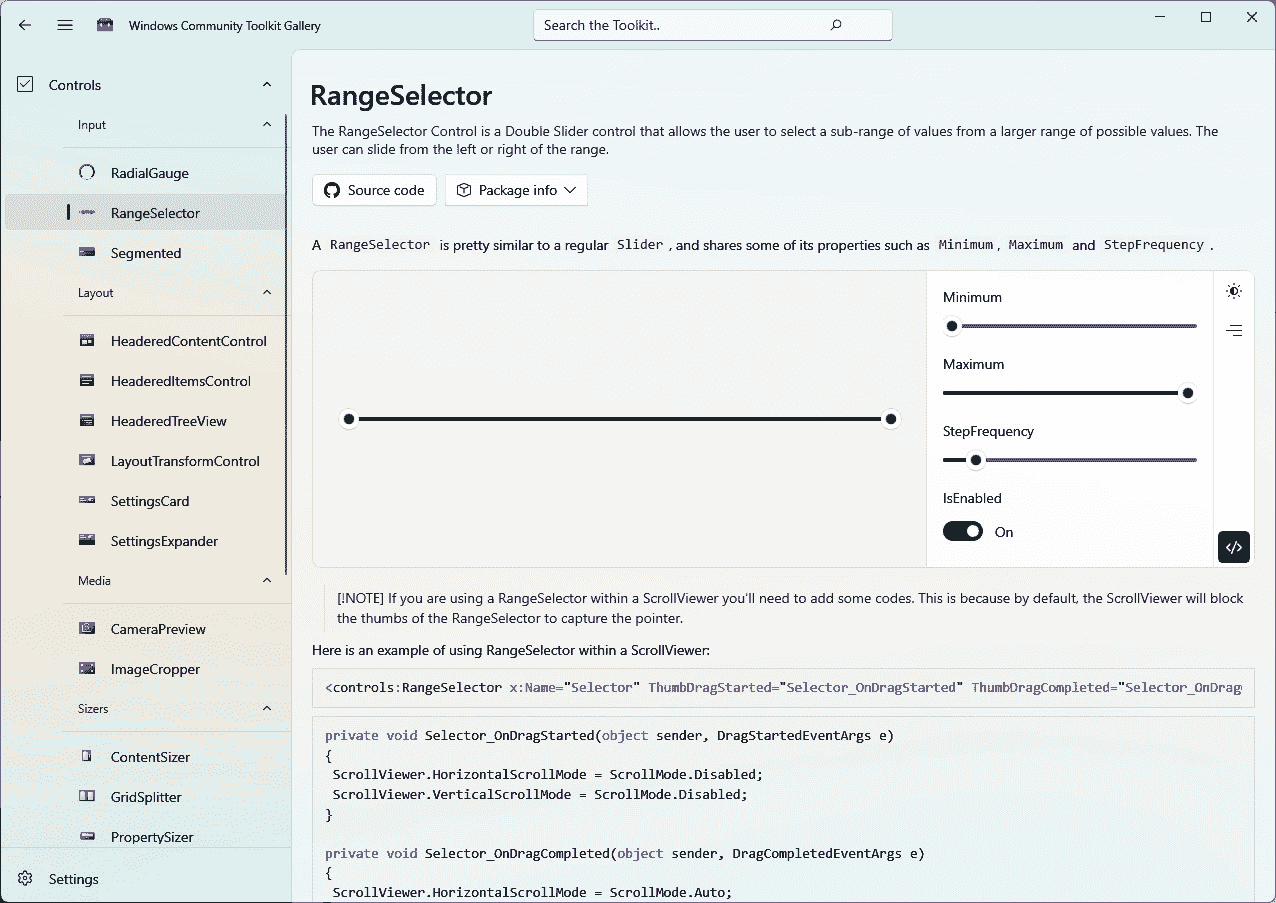 Windows Community Toolkit Gallery
Search the Toolkit..
Controls
Input
RadialGauge
RangeSelector
Segmented
Layout
HeaderedContentControl
HeaderedItemsControl
HeaderedTreeView
LayoutTransformControl
SettingsCard
SettingsExpander
Media
CameraPreview
ImageCropper
Sizers
ContentSizer
GridSplitter
PropertySizer
Settings
RangeSelector
The RangeSelector Control is a Double Slider control that allows the user to select a sub-range of values from a larger range of possible values. The
user can slide from the left or right of the range.
Source code
Package info
A RangeSelector is pretty similar to a regular Slider , and shares some of its properties such as Minimum , Maximum and StepFrequency .
Minimum
Maximum
StepFrequency
IsEnabled
On
</>
[!NOTE] If you are using a RangeSelector within a ScrollViewer you'll need to add some codes. This is because by default, the ScrollViewer will block
the thumbs of the RangeSelector to capture the pointer.
Here is an example of using RangeSelector within a ScrollViewer:
<controls:RangeSelector x:Name="Selector" ThumbDragStarted="Selector_OnDragStarted" ThumbDragCompleted="Selector_OnDrag
private void Selector_OnDragStarted(object sender, DragStartedEventArgs e)
{
ScrollViewer.HorizontalScrollMode = ScrollMode.Disabled;
ScrollViewer.VerticalScrollMode = ScrollMode.Disabled;
}
private void Selector_OnDragCompleted(object sender, DragCompletedEventArgs e)
{
ScrollViewer.HorizontalScrollMode = ScrollMode.Auto;